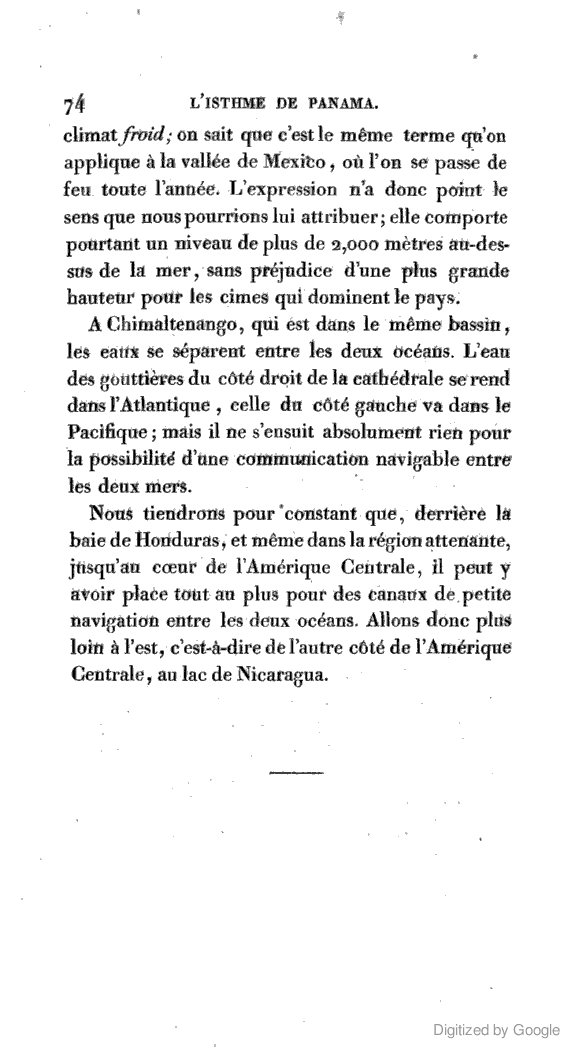 74 L'ISTHME DE PANAMA.
climat froid; on sait que c'est le même terme qu'on
applique à la vallée de Mexico, où l'on se passe de
feu toute l'année. L'expression n'a donc point le
sens que nous pourrions lui attribuer; elle comporte
pourtant un niveau de plus de 2,000 mètres au-des-
sus de la mer, sans préjudice d'une plus grande
hauteur pour les cimes qui dominent le pays.
A Chimaltenango, qui est dans le même bassin,
les eaux se séparent entre les deux océans. L'eau
des gouttières du côté droit de la cathédrale se rend
dans l'Atlantique, celle du côté gauche va dans le
Pacifique; mais il ne s'ensuit absolument rien pour
la possibilité d'une communication navigable entre
les deux mers.
Nous tiendrons pour constant que, derrière la
baie de Honduras, et même dans la région attenante,
jusqu'au cœur de l'Amérique Centrale, il peut y
avoir place tout au plus pour des canaux de petite
navigation entre les deux océans. Allons donc plus
loin à l'est, c'est-à-dire de l'autre côté de l'Amérique
Centrale, au lac de Nicaragua.
Digitized by Google